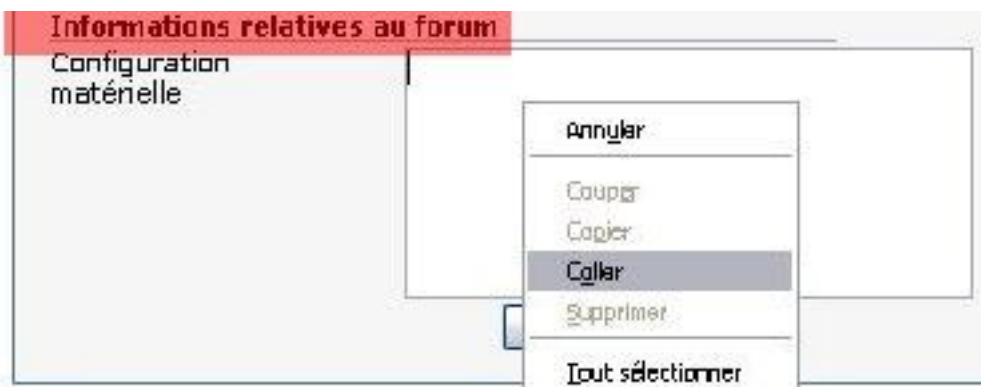 Informations relatives au forum
Configuration
matérielle
Annuler
Couper
Copier
Coller
Supprimer
Tout sélectionner